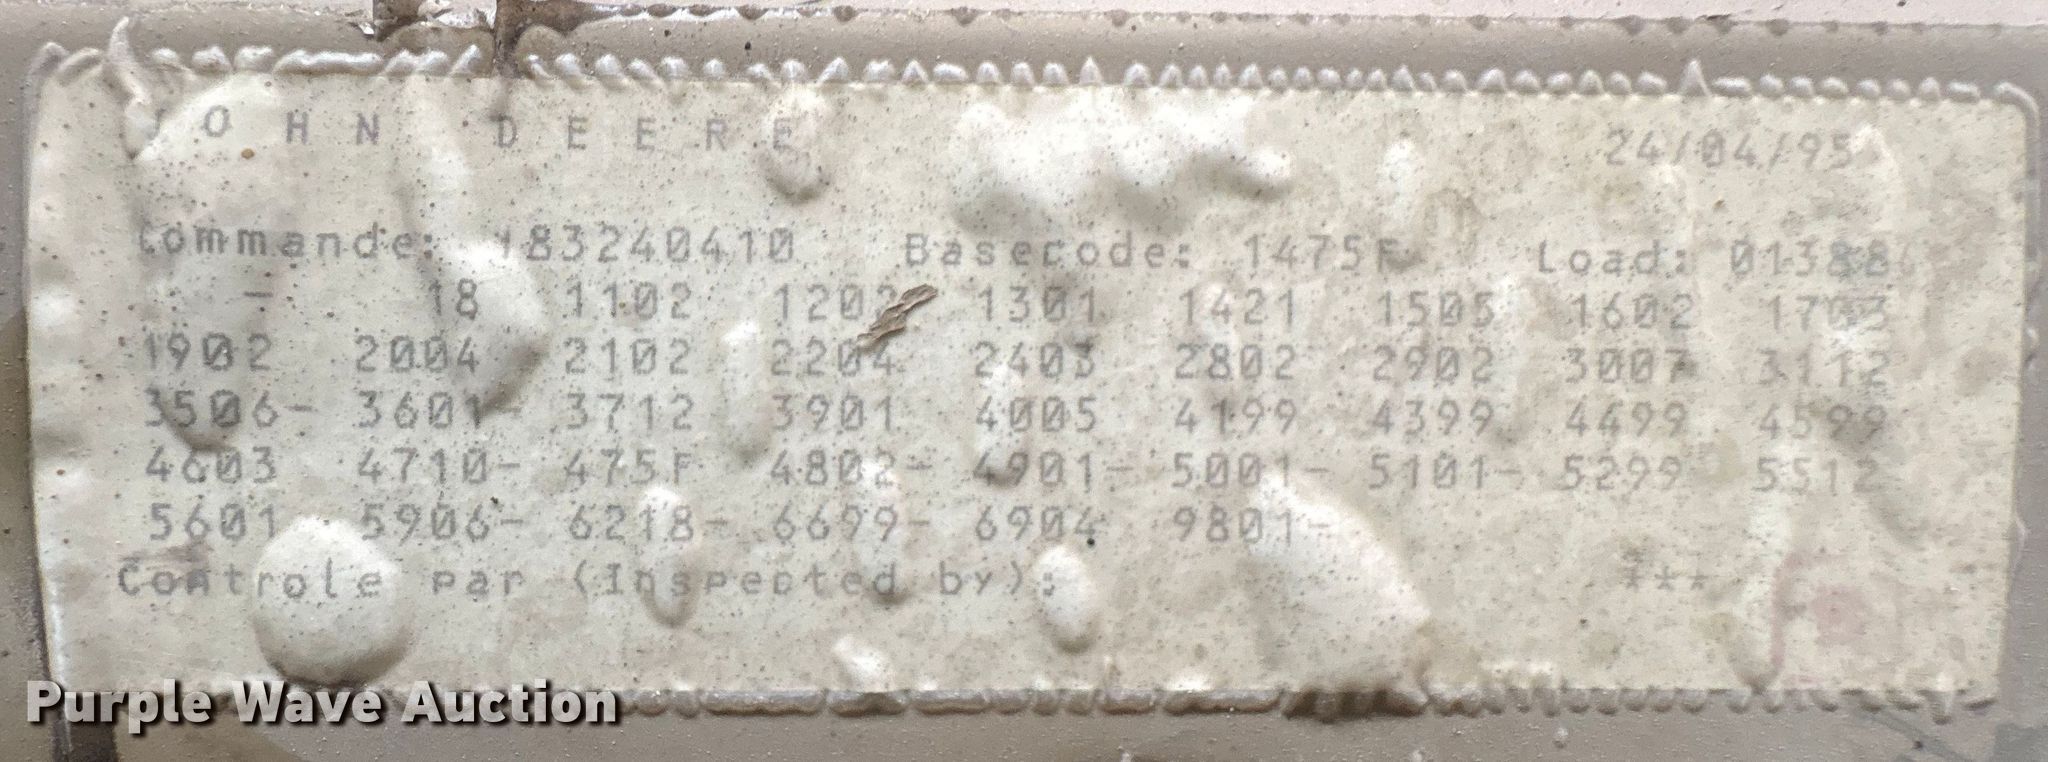 JOHN DEERE 24/04/95
Commande: 183240410 Basecode: 1475F Load:
- 18 1102 1202 1301 1421 1505 1602 1703
1902 2004 2102 2204 2403 2802 2902 3007 3112
3506- 3601- 3712 3901 4005 4199 4399 4499 4599
4603 4710- 475F 4802- 4901- 5001- 5101- 5299 5512
5601 5906- 6218- 6699- 6904 9801-
Controle par (Inspected by): ***
Purple Wave Auction